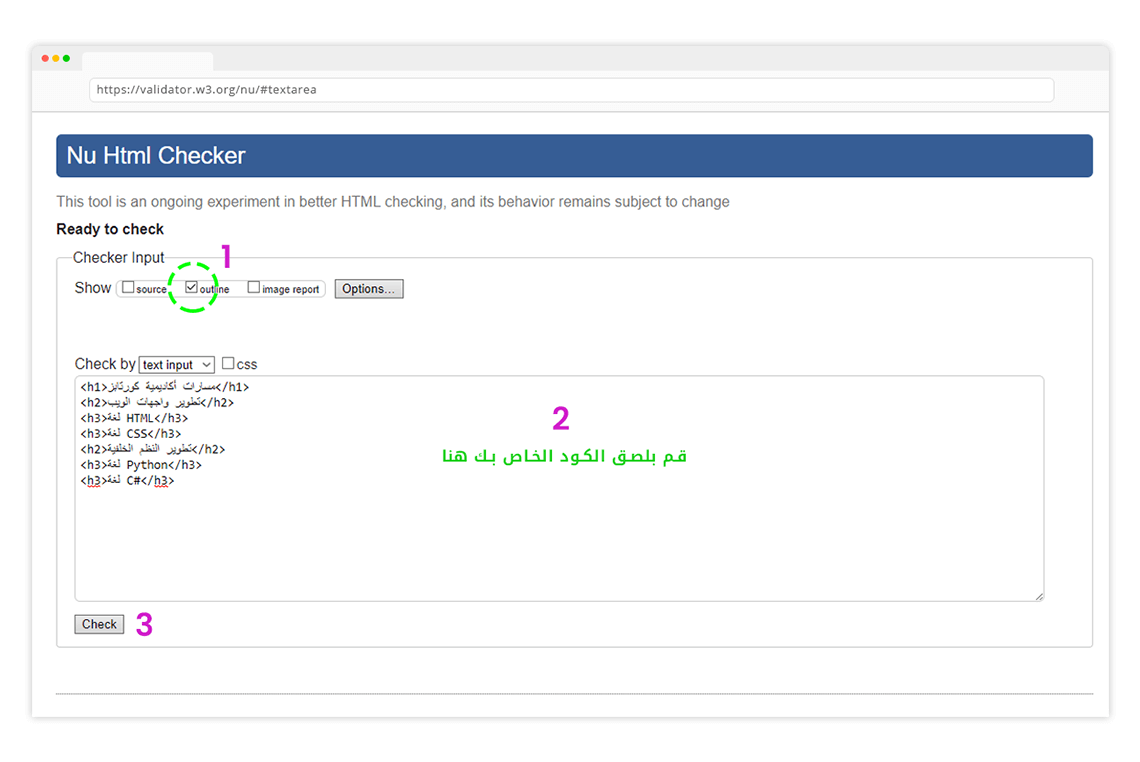 https://validator.w3.org/nu/#textarea
Nu Html Checker
This tool is an ongoing experiment in better HTML checking, and its behavior remains subject to change
Ready to check
1
Checker Input
Show source outline image report Options...
Check by text input css
<h1>مسارات أكاديمية كورتابز</h1>
<h2>تطوير واجهات الويب</h2>
<h3>لغة HTML</h3>
<h3>لغة CSS</h3>
<h2>تطوير النظم الخلفية</h2>
<h3>لغة Python</h3>
<h3>لغة C#</h3>
2
قم بلصق الكود الخاص بك هنا
Check 3